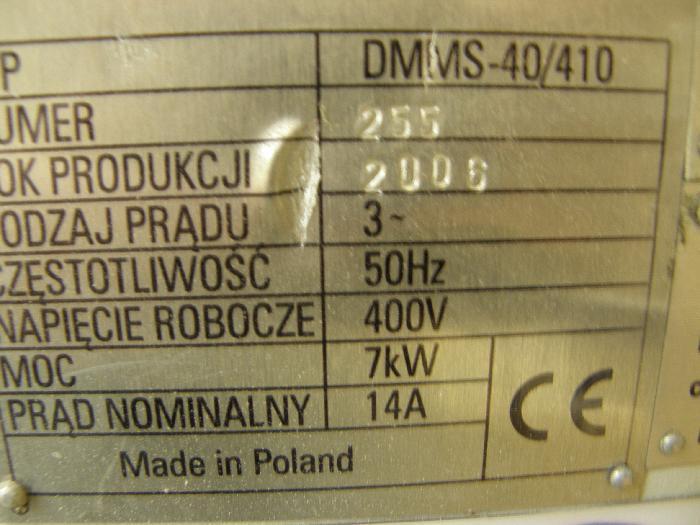 P DMMS-40/410
UMER 255
OK PRODUKCJI 2006
ODZAJ PRĄDU 3~
CZĘSTOTLIWOŚĆ 50Hz
NAPIĘCIE ROBOCZE 400V
MOC 7kW
PRĄD NOMINALNY 14A
CE
Made in Poland